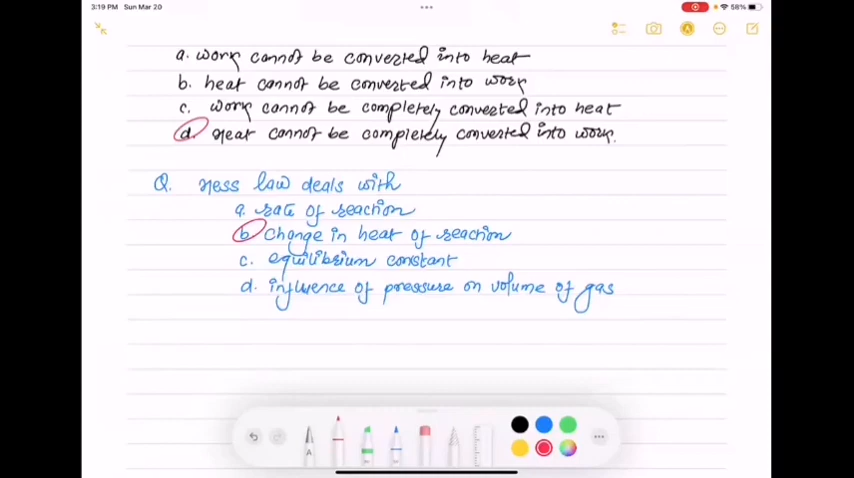 3:19 PM Sun Mar 20
58%
a. work cannot be converted into heat
b. heat cannot be converted into work
c. work cannot be completely converted into heat
d. Heat cannot be completely converted into work.
Q. Hess law deals with
a. rate of reaction
b change in heat of reaction
c. equilibrium constant
d. influence of pressure on volume of gas
A